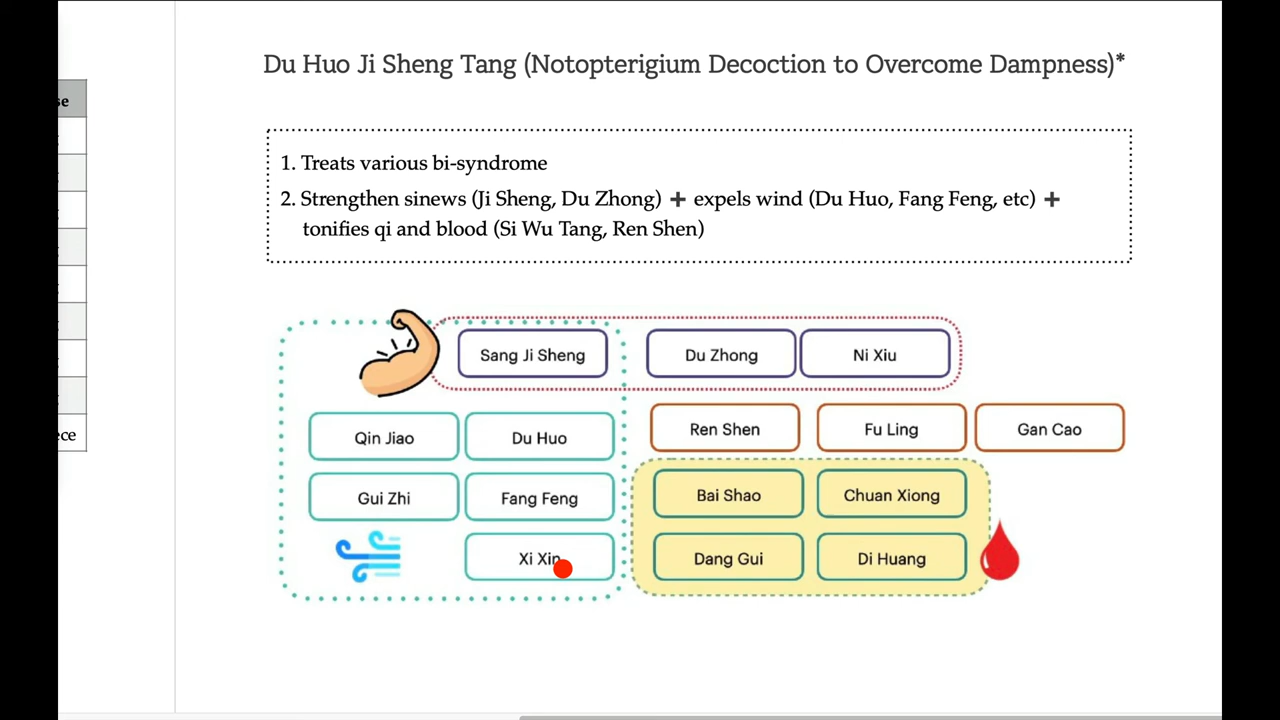 Du Huo Ji Sheng Tang (Notopterigium Decoction to Overcome Dampness)*
se
1. Treats various bi-syndrome
2. Strengthen sinews (Ji Sheng, Du Zhong) ➕ expels wind (Du Huo, Fang Feng, etc) ➕
tonifies qi and blood (Si Wu Tang, Ren Shen)
Sang Ji Sheng
Du Zhong
Ni Xiu
Qin Jiao
Du Huo
Ren Shen
Fu Ling
Gan Cao
ece
Gui Zhi
Fang Feng
Bai Shao
Chuan Xiong
Xi Xin
Dang Gui
Di Huang